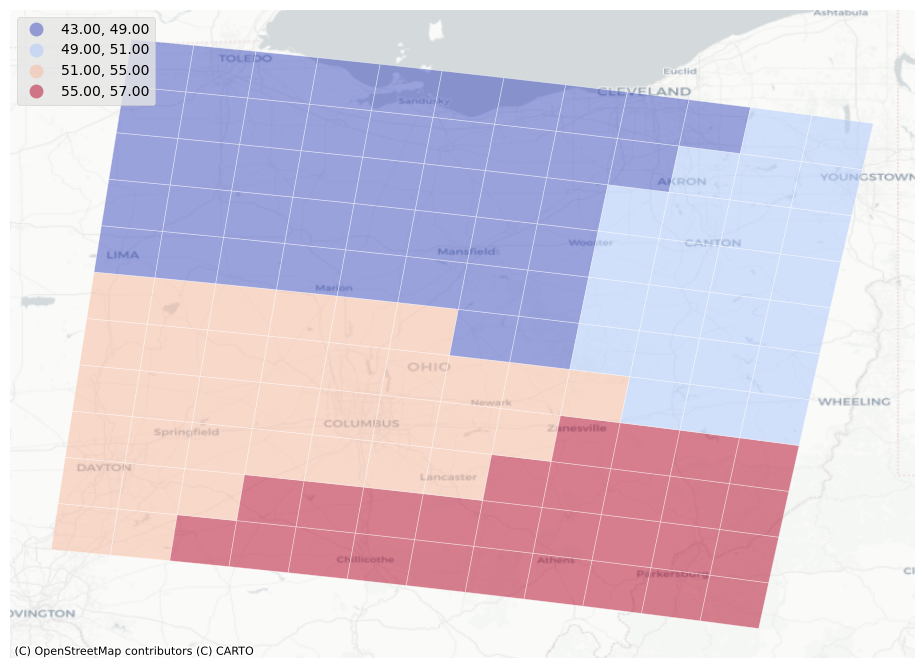 43.00, 49.00
49.00, 51.00
51.00, 55.00
55.00, 57.00
Ashtabula
TOLEDO
Euclid
CLEVELAND
Sandusky
YOUNGSTOWN
AKRON
Wooster
CANTON
Mansfield
LIMA
Marion
OHIO
Newark
WHEELING
COLUMBUS
Zanesville
Springfield
DAYTON
Lancaster
Chillicothe
Athens
Parkersburg
OVINGTON
(C) OpenStreetMap contributors (C) CARTO